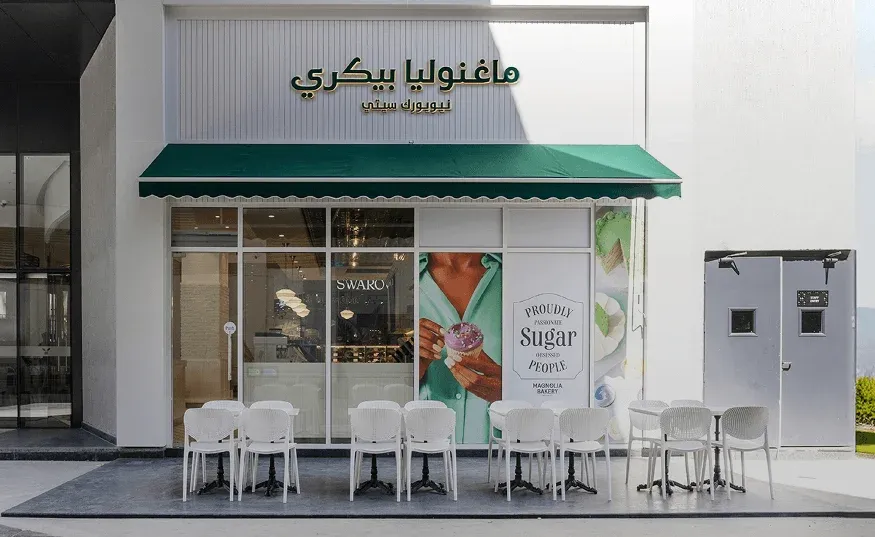 ماغنوليا بيكري
نيويورك سيتي
SWARO
PROUDLY
PASSIONATE
Sugar
OBSESSED
PEOPLE
MAGNOLIA
BAKERY